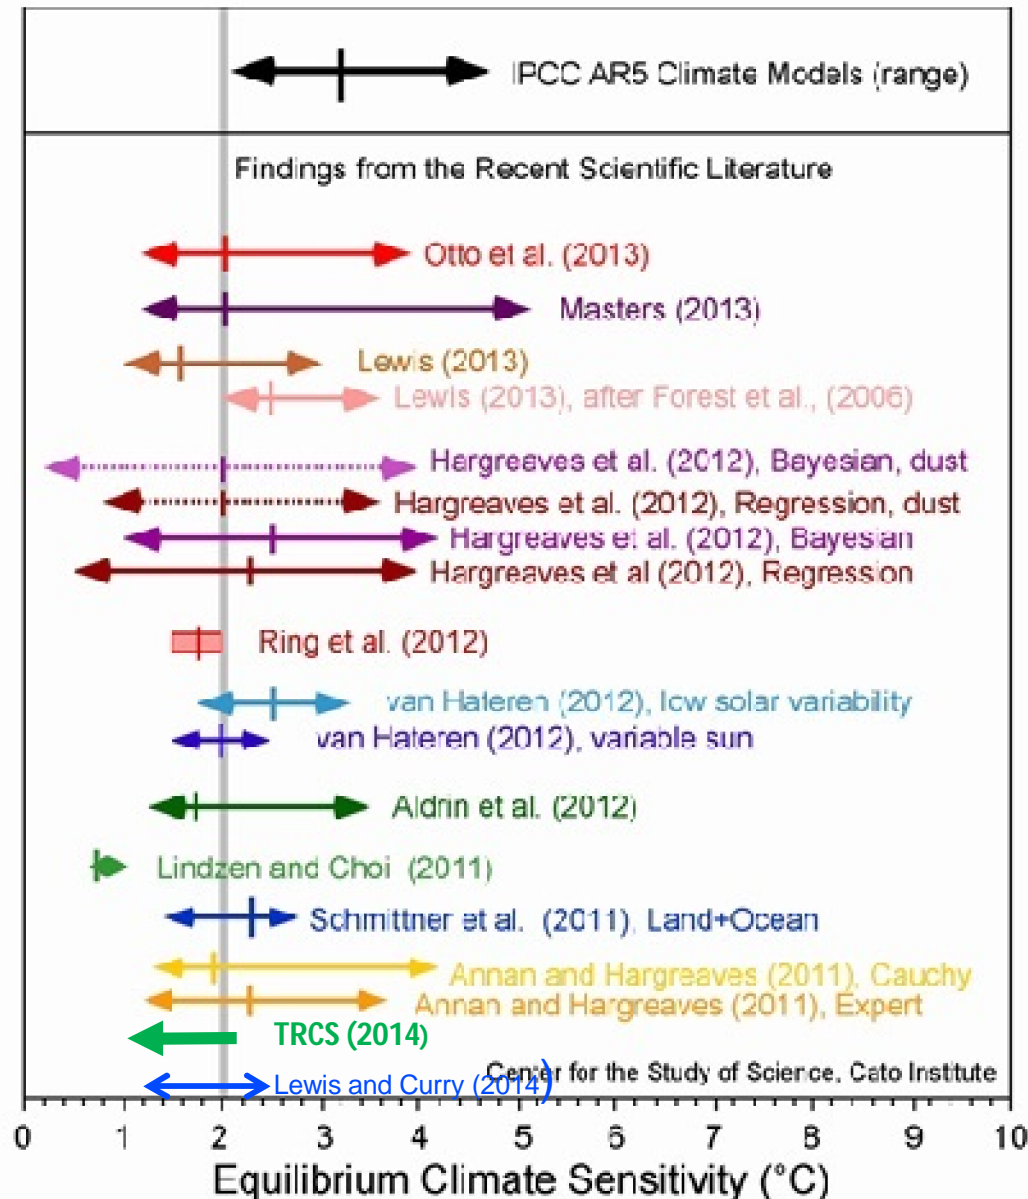 IPCC AR5 Climate Models (range)
Findings from the Recent Scientific Literature
Otto et al. (2013)
Masters (2013)
Lewis (2013)
Lewis (2013), after Forest et al., (2006)
Hargreaves et al. (2012), Bayesian, dust
Hargreaves et al. (2012), Regression, dust
Hargreaves et al. (2012), Bayesian
Hargreaves et al (2012), Regression
Ring et al. (2012)
van Hateren (2012), low solar variability
van Hateren (2012), variable sun
Aldrin et al. (2012)
Lindzen and Choi (2011)
Schmittner et al. (2011), Land+Ocean
Annan and Hargreaves (2011), Cauchy
Annan and Hargreaves (2011), Expert
TRCS (2014)
Center for the Study of Science, Cato Institute
Lewis and Curry (2014)
0 1 2 3 4 5 6 7 8 9 10
Equilibrium Climate Sensitivity (°C)